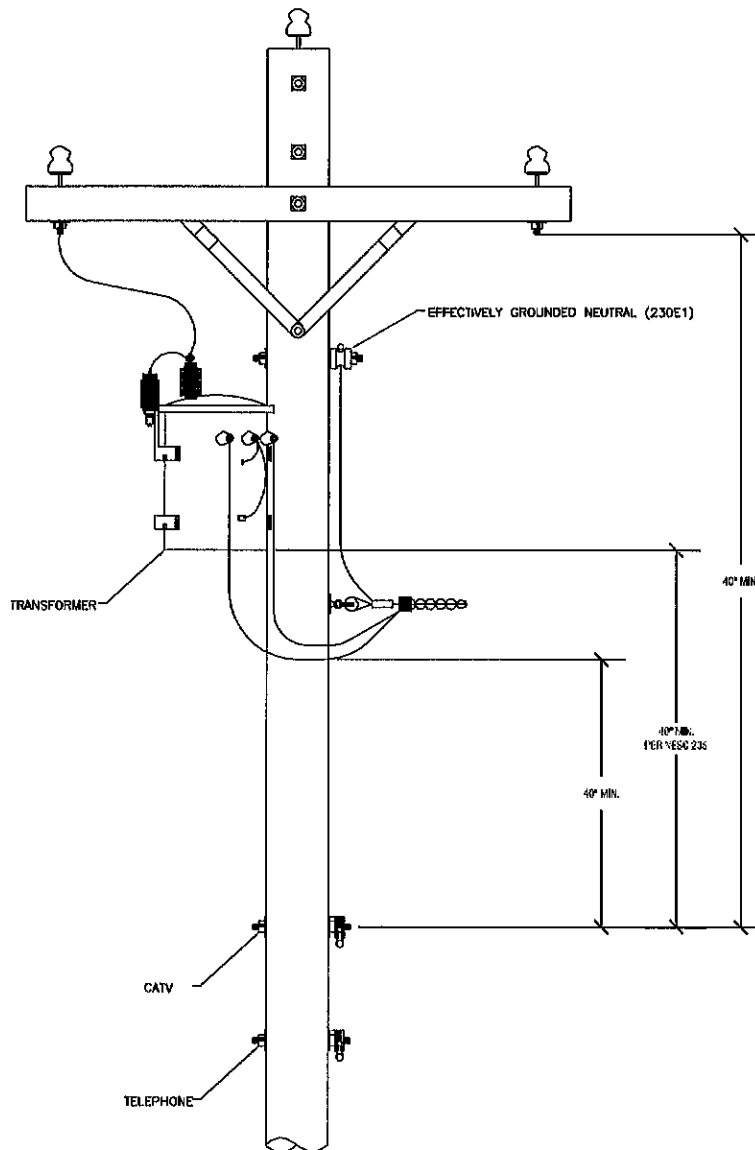 EFFECTIVELY GROUNDED NEUTRAL (230E1)
TRANSFORMER
40" MIN.
40" MIN.
PER NESC 235
40" MIN.
CATV
TELEPHONE